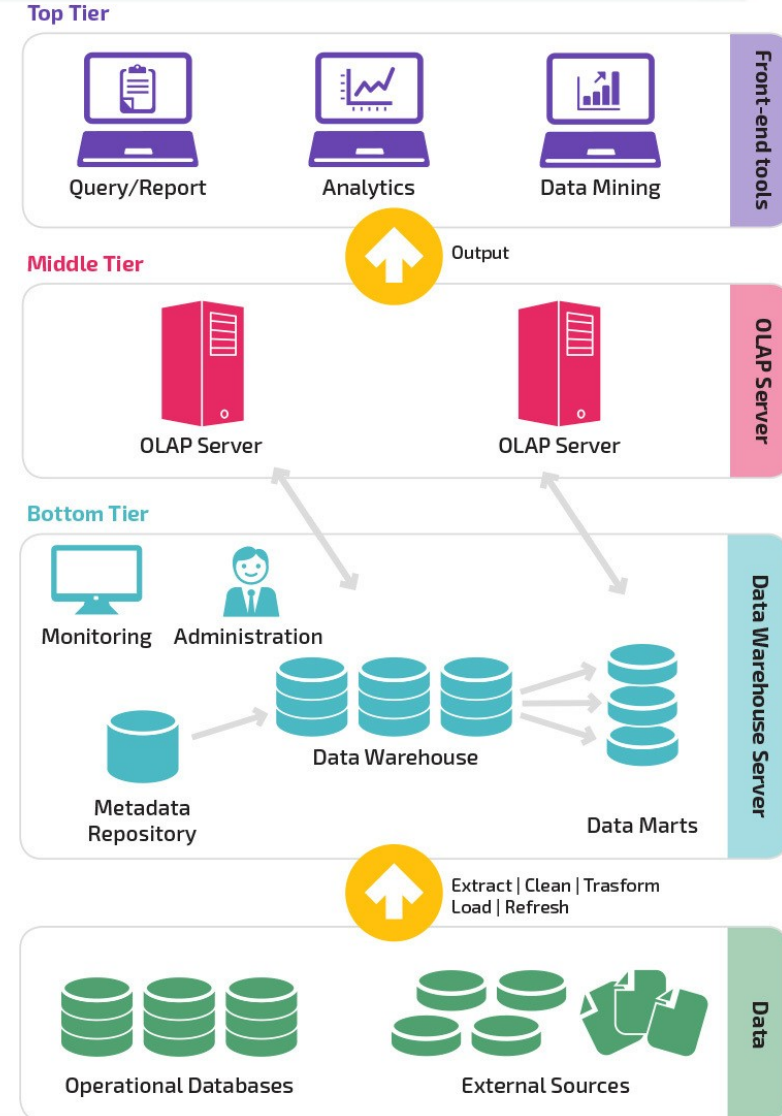 Top Tier
Query/Report
Analytics
Data Mining
Front-end tools
Output
Middle Tier
OLAP Server
OLAP Server
OLAP Server
Bottom Tier
Monitoring
Administration
Data Warehouse
Metadata
Repository
Data Marts
Data Warehouse Server
Extract | Clean | Trasform
Load | Refresh
Operational Databases
External Sources
Data